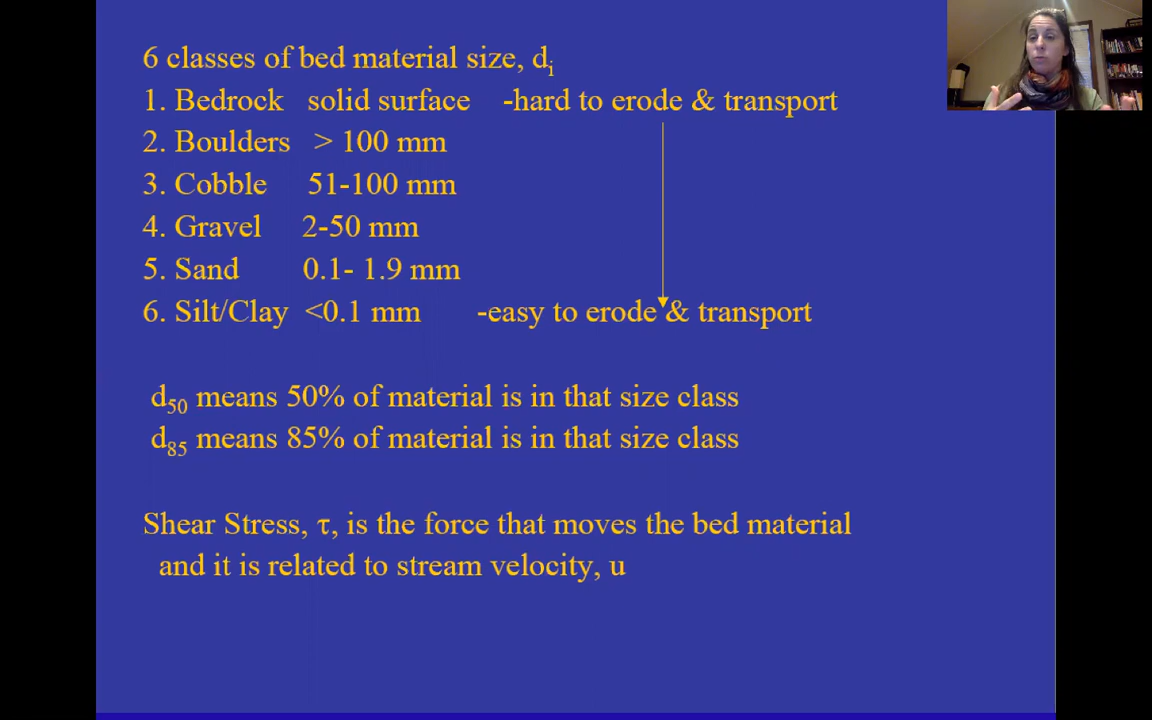 6 classes of bed material size, di
1. Bedrock solid surface -hard to erode & transport
2. Boulders > 100 mm
3. Cobble 51-100 mm
4. Gravel 2-50 mm
5. Sand 0.1- 1.9 mm
6. Silt/Clay <0.1 mm -easy to erode & transport
d50 means 50% of material is in that size class
d85 means 85% of material is in that size class
Shear Stress, τ, is the force that moves the bed material
and it is related to stream velocity, u